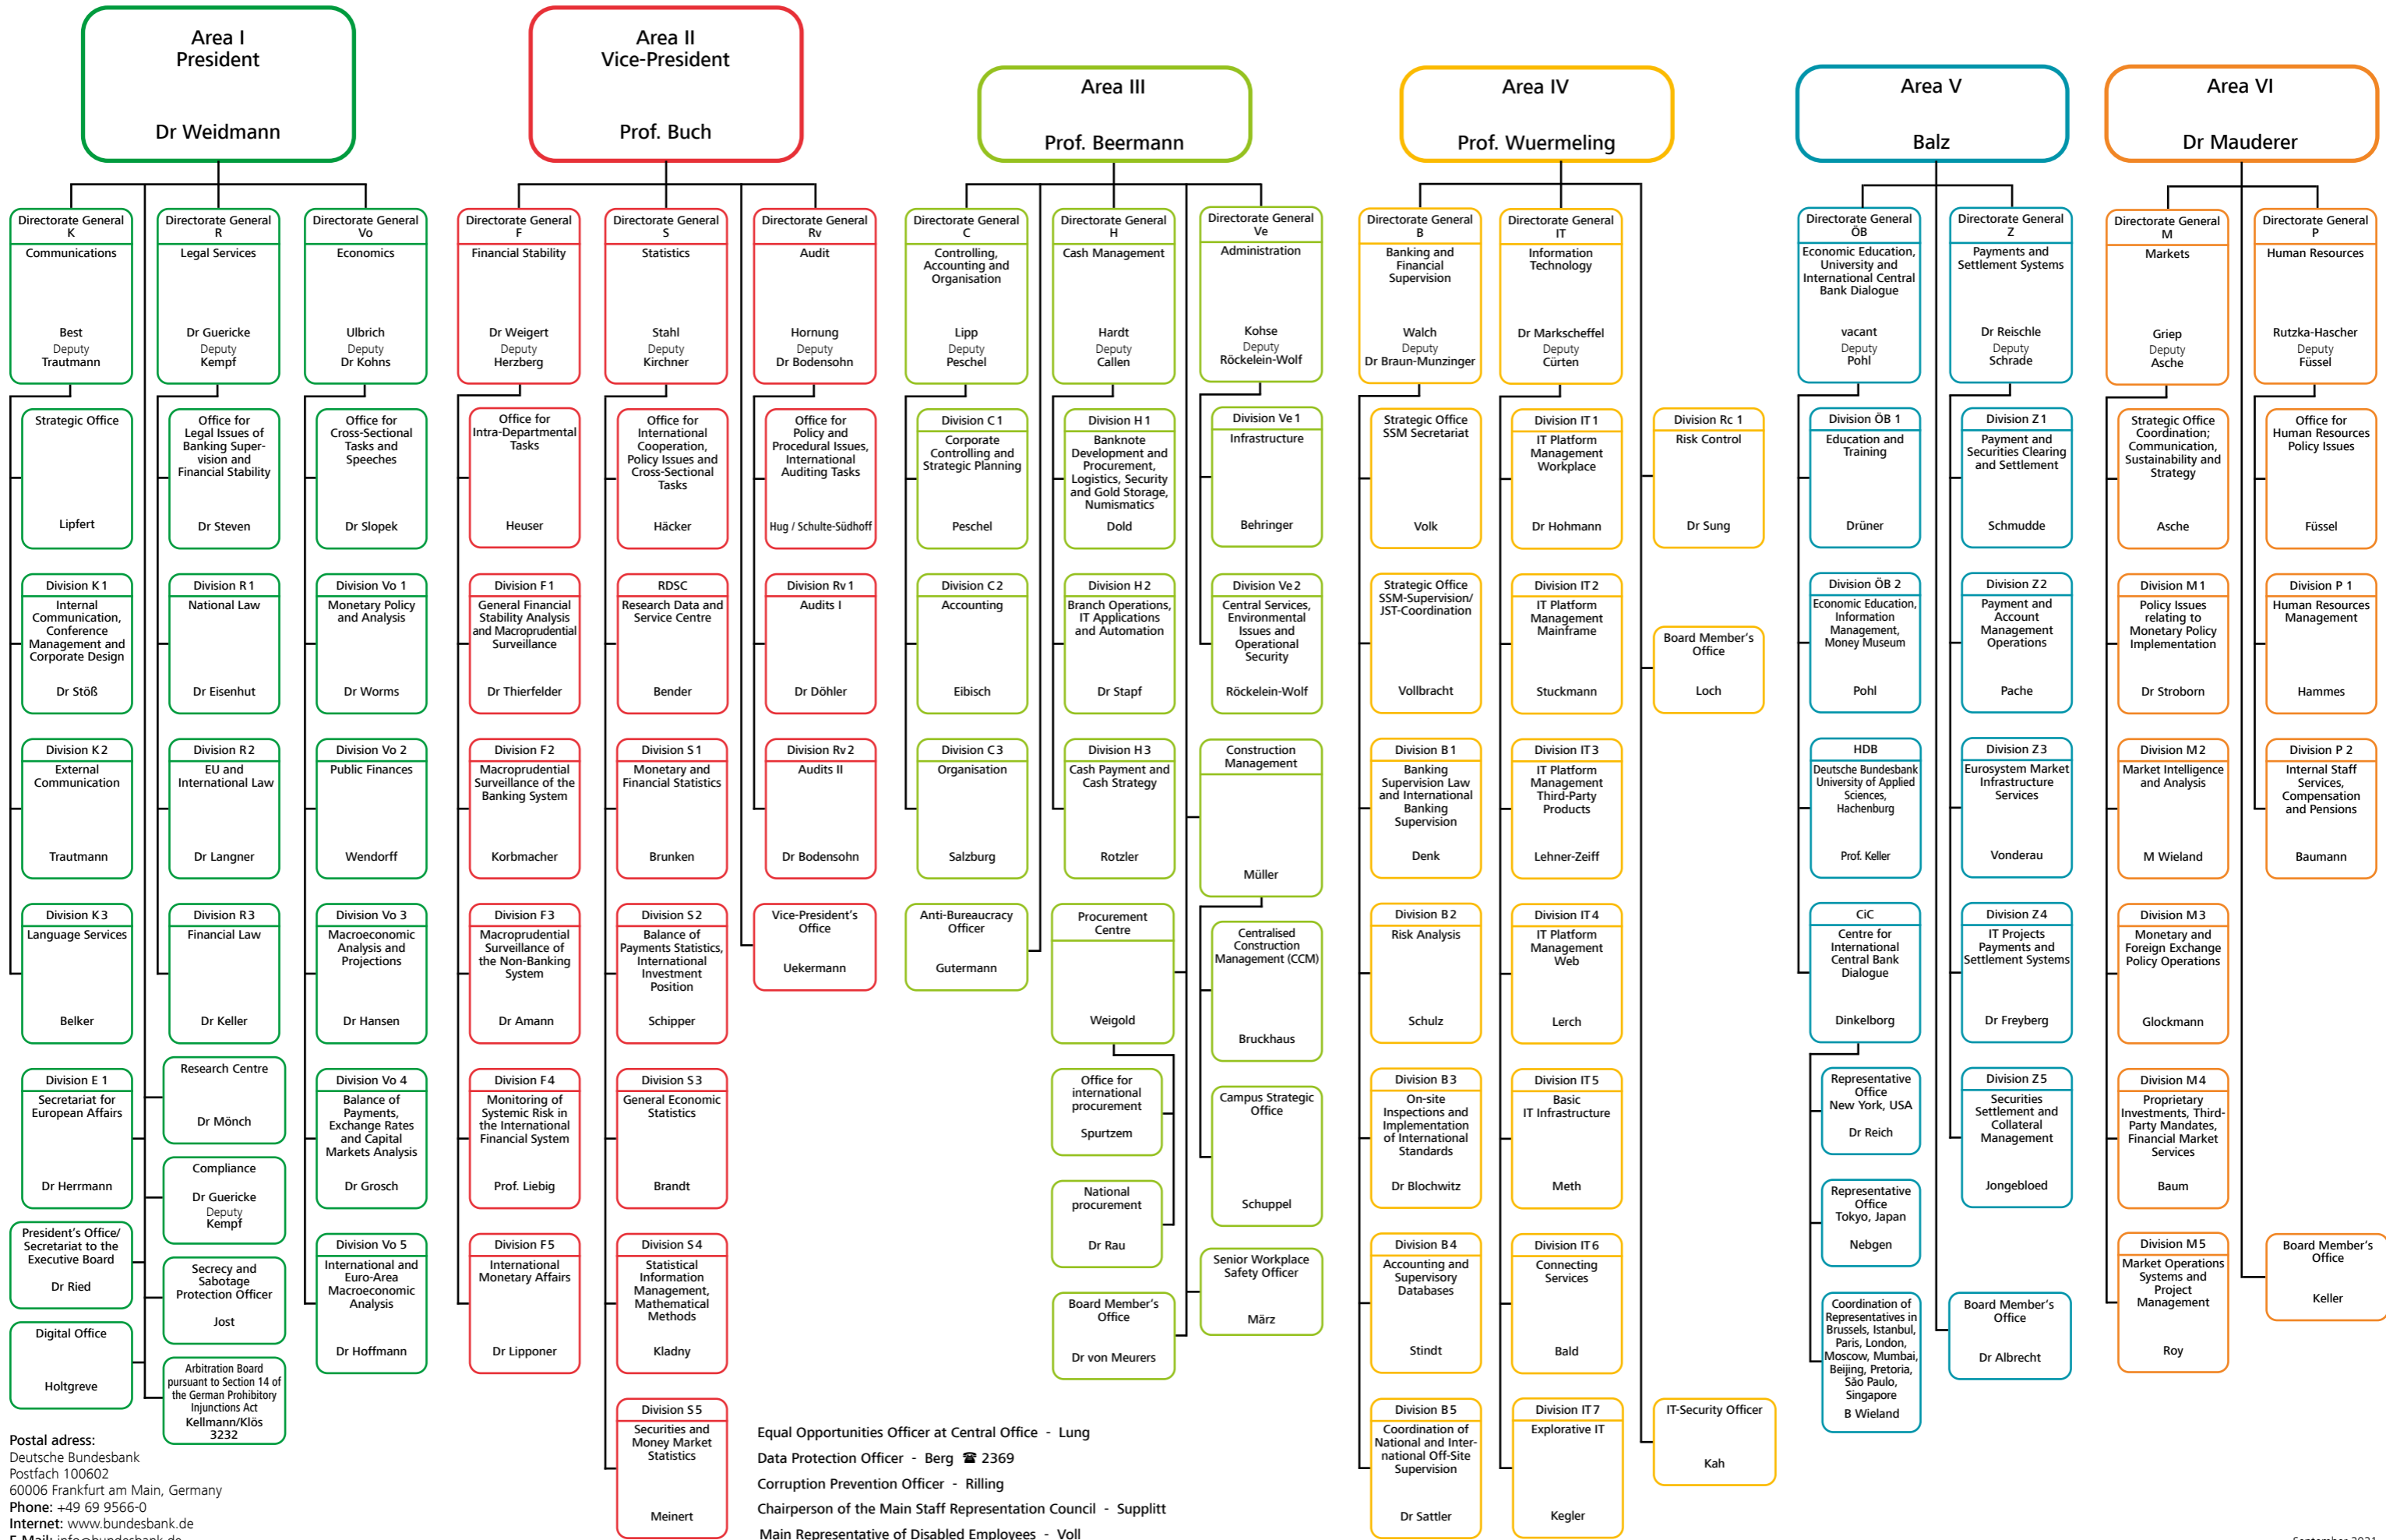 Area I
President
Dr Weidmann
Area II
Vice-President
Prof. Buch
Area III
Prof. Beermann
Area IV
Prof. Wuermeling
Area V
Balz
Area VI
Dr Mauderer
Directorate General
K
Communications
Best
Deputy
Trautmann
Strategic Office
Lipfert
Division K 1
Internal
Communication,
Conference
Management and
Corporate Design
Dr Stöß
Division K 2
External
Communication
Trautmann
Division K 3
Language Services
Belker
Division E 1
Secretariat for
European Affairs
Dr Herrmann
President's Office/
Secretariat to the
Executive Board
Dr Ried
Digital Office
Holtgreve
Directorate General
R
Legal Services
Dr Guericke
Deputy
Kempf
Office for
Legal Issues of
Banking Super-
vision and
Financial Stability
Dr Steven
Division R 1
National Law
Dr Eisenhut
Division R 2
EU and
International Law
Dr Langner
Division R 3
Financial Law
Dr Keller
Research Centre
Dr Mönch
Compliance
Dr Guericke
Deputy
Kempf
Secrecy and
Sabotage
Protection Officer
Jost
Arbitration Board
pursuant to Section 14 of
the German Prohibitory
Injunctions Act
Kellmann/Klös
3232
Directorate General
Vo
Economics
Ulbrich
Deputy
Dr Kohns
Office for
Cross-Sectional
Tasks and
Speeches
Dr Slopek
Division Vo 1
Monetary Policy
and Analysis
Dr Worms
Division Vo 2
Public Finances
Wendorff
Division Vo 3
Macroeconomic
Analysis and
Projections
Dr Hansen
Division Vo 4
Balance of
Payments,
Exchange Rates
and Capital
Markets Analysis
Dr Grosch
Division Vo 5
International and
Euro-Area
Macroeconomic
Analysis
Dr Hoffmann
Directorate General
F
Financial Stability
Dr Weigert
Deputy
Herzberg
Office for
Intra-Departmental
Tasks
Heuser
Division F 1
General Financial
Stability Analysis
and Macroprudential
Surveillance
Dr Thierfelder
Division F 2
Macroprudential
Surveillance of the
Banking System
Korbmacher
Division F 3
Macroprudential
Surveillance of
the Non-Banking
System
Dr Amann
Division F 4
Monitoring of
Systemic Risk in
the International
Financial System
Prof. Liebig
Division F 5
International
Monetary Affairs
Dr Lipponer
Directorate General
S
Statistics
Stahl
Deputy
Kirchner
Office for
International
Cooperation,
Policy Issues and
Cross-Sectional
Tasks
Häcker
RDSC
Research Data and
Service Centre
Bender
Division S 1
Monetary and
Financial Statistics
Brunken
Division S 2
Balance of
Payments Statistics,
International
Investment
Position
Schipper
Division S 3
General Economic
Statistics
Brandt
Division S 4
Statistical
Information
Management,
Mathematical
Methods
Kladny
Division S 5
Securities and
Money Market
Statistics
Meinert
Directorate General
Rv
Audit
Hornung
Deputy
Dr Bodensohn
Office for
Policy and
Procedural Issues,
International
Auditing Tasks
Hug / Schulte-Südhoff
Division Rv 1
Audits I
Dr Döhler
Division Rv 2
Audits II
Dr Bodensohn
Vice-President's
Office
Uekermann
Directorate General
C
Controlling,
Accounting and
Organisation
Lipp
Deputy
Peschel
Division C 1
Corporate
Controlling and
Strategic Planning
Peschel
Division C 2
Accounting
Eibisch
Division C 3
Organisation
Salzburg
Anti-Bureaucracy
Officer
Gutermann
Directorate General
H
Cash Management
Hardt
Deputy
Callen
Division H 1
Banknote
Development and
Procurement,
Logistics, Security
and Gold Storage,
Numismatics
Dold
Division H 2
Branch Operations,
IT Applications
and Automation
Dr Stapf
Division H 3
Cash Payment and
Cash Strategy
Rotzler
Procurement
Centre
Weigold
Office for
international
procurement
Spurtzem
National
procurement
Dr Rau
Board Member's
Office
Dr von Meurers
Directorate General
Ve
Administration
Kohse
Deputy
Röckelein-Wolf
Division Ve 1
Infrastructure
Behringer
Division Ve 2
Central Services,
Environmental
Issues and
Operational
Security
Röckelein-Wolf
Construction
Management
Müller
Centralised
Construction
Management (CCM)
Bruckhaus
Campus Strategic
Office
Schuppel
Senior Workplace
Safety Officer
März
Directorate General
B
Banking and
Financial
Supervision
Walch
Deputy
Dr Braun-Munzinger
Strategic Office
SSM Secretariat
Volk
Strategic Office
SSM-Supervision/
JST-Coordination
Vollbracht
Division B 1
Banking
Supervision Law
and International
Banking
Supervision
Denk
Division B 2
Risk Analysis
Schulz
Division B 3
On-site
Inspections and
Implementation
of International
Standards
Dr Blochwitz
Division B 4
Accounting and
Supervisory
Databases
Stindt
Division B 5
Coordination of
National and Inter-
national Off-Site
Supervision
Dr Sattler
Directorate General
IT
Information
Technology
Dr Markscheffel
Deputy
Cürten
Division IT 1
IT Platform
Management
Workplace
Dr Hohmann
Division IT 2
IT Platform
Management
Mainframe
Stuckmann
Division IT 3
IT Platform
Management
Third-Party
Products
Lehner-Zeiff
Division IT 4
IT Platform
Management
Web
Lerch
Division IT 5
Basic
IT Infrastructure
Meth
Division IT 6
Connecting
Services
Bald
Division IT 7
Explorative IT
Kegler
Division Rc 1
Risk Control
Dr Sung
Board Member's
Office
Loch
IT-Security Officer
Kah
Directorate General
ÖB
Economic Education,
University and
International Central
Bank Dialogue
vacant
Deputy
Pohl
Division ÖB 1
Education and
Training
Drüner
Division ÖB 2
Economic Education,
Information
Management,
Money Museum
Pohl
HDB
Deutsche Bundesbank
University of Applied
Sciences,
Hachenburg
Prof. Keller
CiC
Centre for
International
Central Bank
Dialogue
Dinkelborg
Representative
Office
New York, USA
Dr Reich
Representative
Office
Tokyo, Japan
Nebgen
Coordination of
Representatives in
Brussels, Istanbul,
Paris, London,
Moscow, Mumbai,
Beijing, Pretoria,
São Paulo,
Singapore
B Wieland
Directorate General
Z
Payments and
Settlement Systems
Dr Reischle
Deputy
Schrade
Division Z 1
Payment and
Securities Clearing
and Settlement
Schmudde
Division Z 2
Payment and
Account
Management
Operations
Pache
Division Z 3
Eurosystem Market
Infrastructure
Services
Vonderau
Division Z 4
IT Projects
Payments and
Settlement Systems
Dr Freyberg
Division Z 5
Securities
Settlement and
Collateral
Management
Jongebloed
Board Member's
Office
Dr Albrecht
Directorate General
M
Markets
Griep
Deputy
Asche
Strategic Office
Coordination;
Communication,
Sustainability and
Strategy
Asche
Division M 1
Policy Issues
relating to
Monetary Policy
Implementation
Dr Stroborn
Division M 2
Market Intelligence
and Analysis
M Wieland
Division M 3
Monetary and
Foreign Exchange
Policy Operations
Glockmann
Division M 4
Proprietary
Investments, Third-
Party Mandates,
Financial Market
Services
Baum
Division M 5
Market Operations
Systems and
Project
Management
Roy
Directorate General
P
Human Resources
Rutzka-Hascher
Deputy
Füssel
Office for
Human Resources
Policy Issues
Füssel
Division P 1
Human Resources
Management
Hammes
Division P 2
Internal Staff
Services,
Compensation
and Pensions
Baumann
Board Member's
Office
Keller
Postal adress:
Deutsche Bundesbank
Postfach 100602
60006 Frankfurt am Main, Germany
Phone: +49 69 9566-0
Internet: www.bundesbank.de
E-Mail: info@bundesbank.de
Equal Opportunities Officer at Central Office - Lung
Data Protection Officer - Berg ☎ 2369
Corruption Prevention Officer - Rilling
Chairperson of the Main Staff Representation Council - Supplitt
Main Representative of Disabled Employees - Voll
September 2021